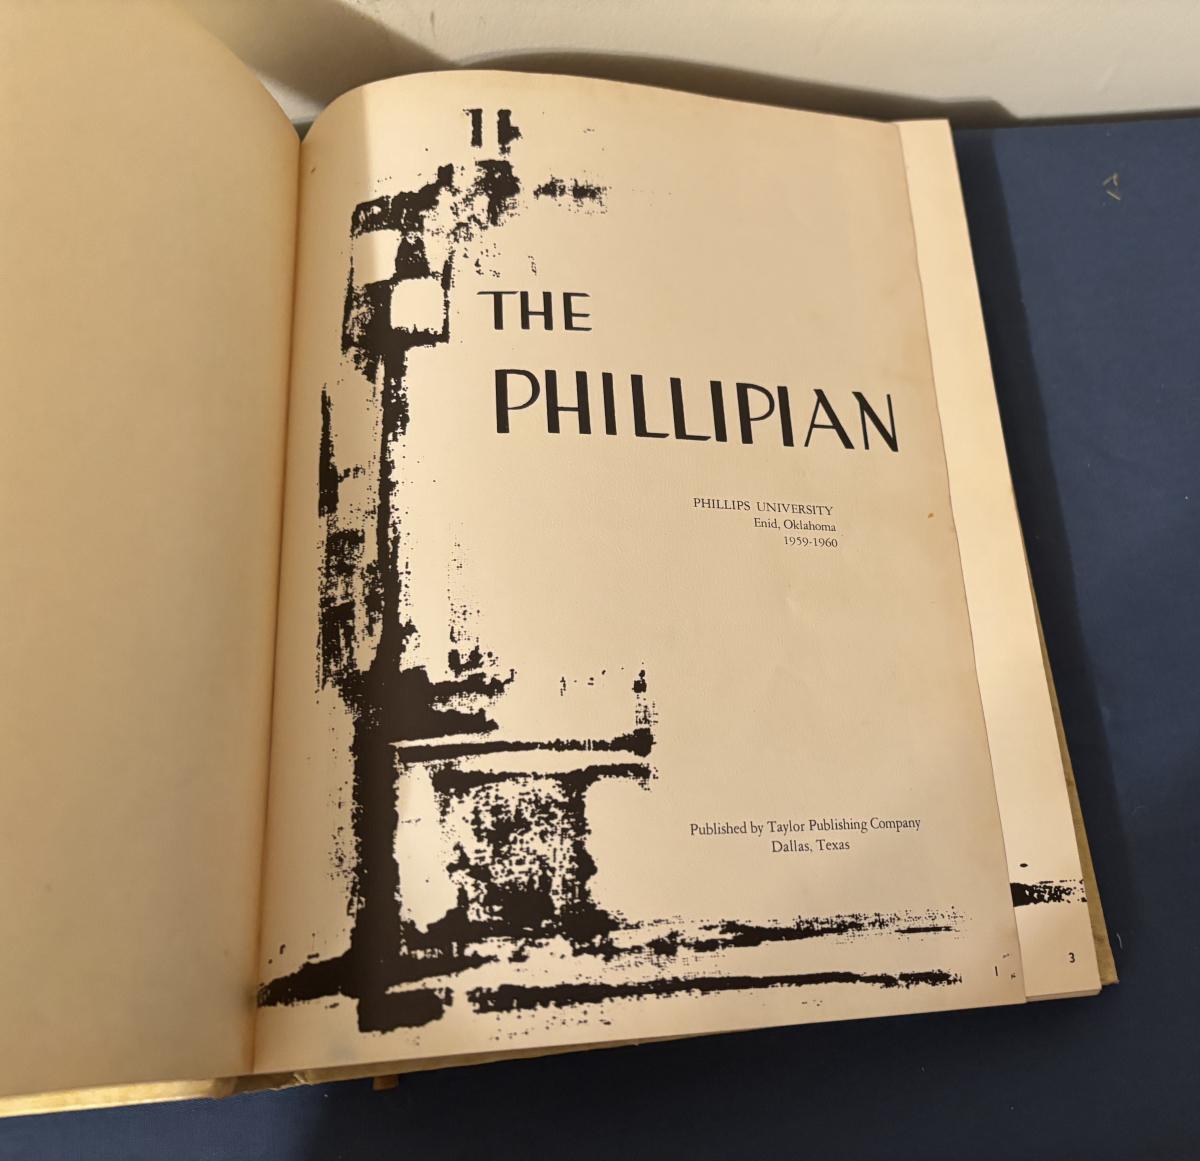 THE
PHILLIPIAN
PHILLIPS UNIVERSITY
Enid, Oklahoma
1959-1960
Published by Taylor Publishing Company
Dallas, Texas
1
3